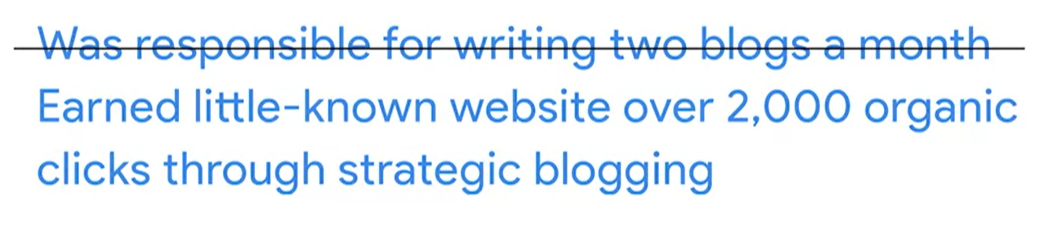 Was responsible for writing two blogs a month
Earned little-known website over 2,000 organic
clicks through strategic blogging